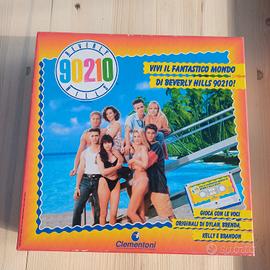 BEVERLY
90210
HILLS
VIVI IL FANTASTICO MONDO
DI BEVERLY HILLS 90210!
GIOCA CON LE VOCI
ORIGINALI DI DYLAN, BRENDA,
KELLY E BRANDON
Clementoni
subito